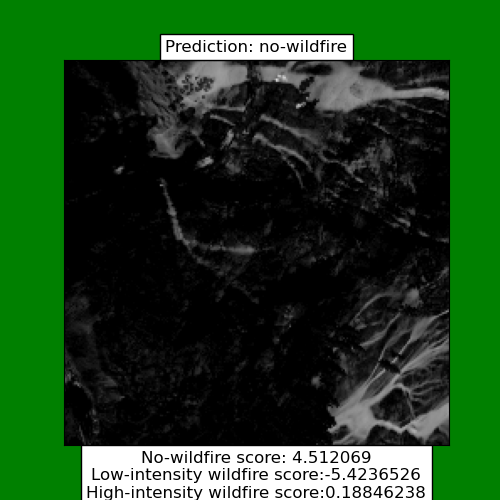 Prediction: no-wildfire
No-wildfire score: 4.512069
Low-intensity wildfire score:-5.4236526
High-intensity wildfire score:0.18846238